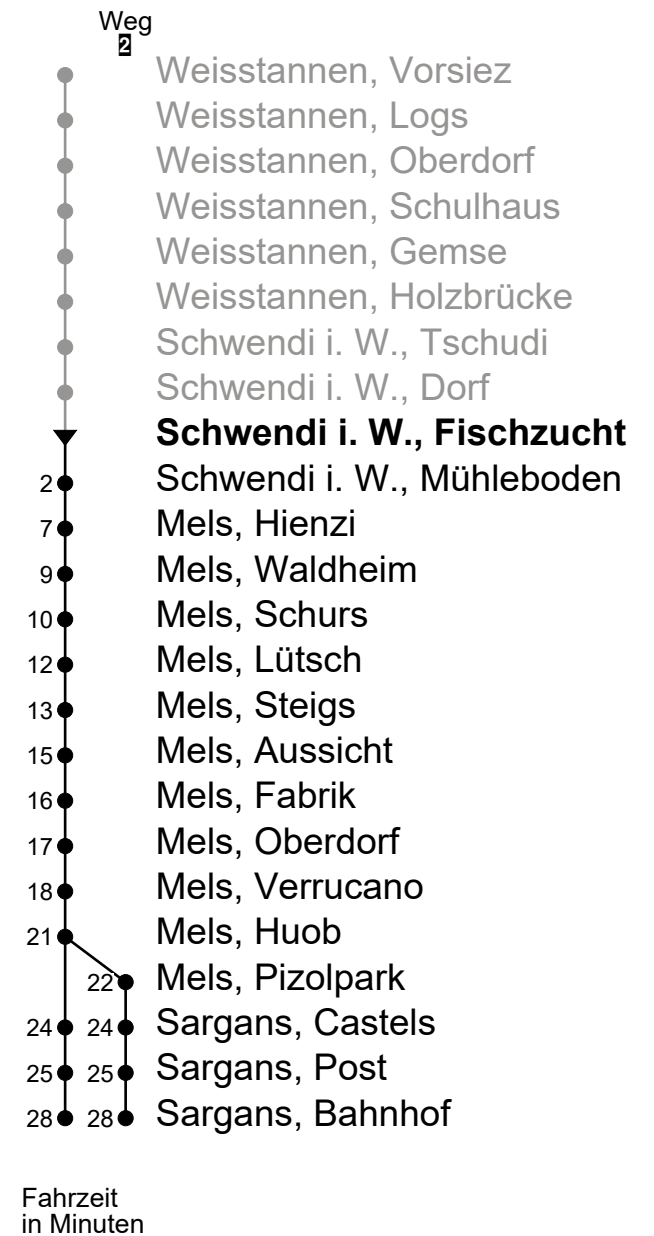 Weg
2
Weisstannen, Vorsiez
Weisstannen, Logs
Weisstannen, Oberdorf
Weisstannen, Schulhaus
Weisstannen, Gemse
Weisstannen, Holzbrücke
Schwendi i. W., Tschudi
Schwendi i. W., Dorf
Schwendi i. W., Fischzucht
2 Schwendi i. W., Mühleboden
7 Mels, Hienzi
9 Mels, Waldheim
10 Mels, Schurs
12 Mels, Lütsch
13 Mels, Steigs
15 Mels, Aussicht
16 Mels, Fabrik
17 Mels, Oberdorf
18 Mels, Verrucano
21 Mels, Huob
22 Mels, Pizolpark
24 24 Sargans, Castels
25 25 Sargans, Post
28 28 Sargans, Bahnhof
Fahrzeit
in Minuten